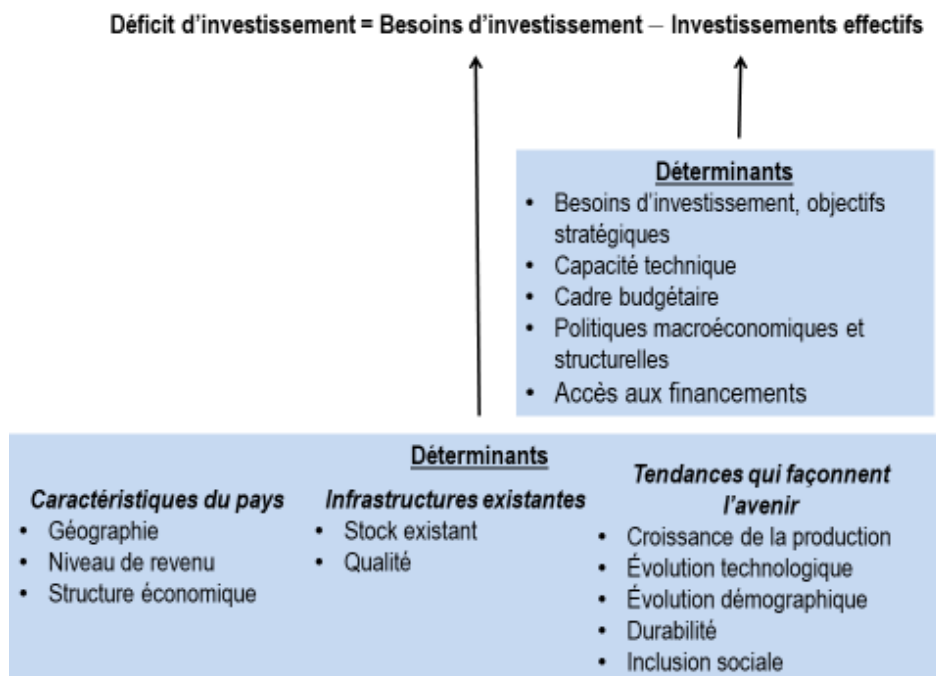 Déficit d’investissement = Besoins d’investissement – Investissements effectifs
Déterminants
• Besoins d’investissement, objectifs
stratégiques
• Capacité technique
• Cadre budgétaire
• Politiques macroéconomiques et
structurelles
• Accès aux financements
Déterminants
Caractéristiques du pays
• Géographie
• Niveau de revenu
• Structure économique
Infrastructures existantes
• Stock existant
• Qualité
Tendances qui façonnent
l’avenir
• Croissance de la production
• Évolution technologique
• Évolution démographique
• Durabilité
• Inclusion sociale